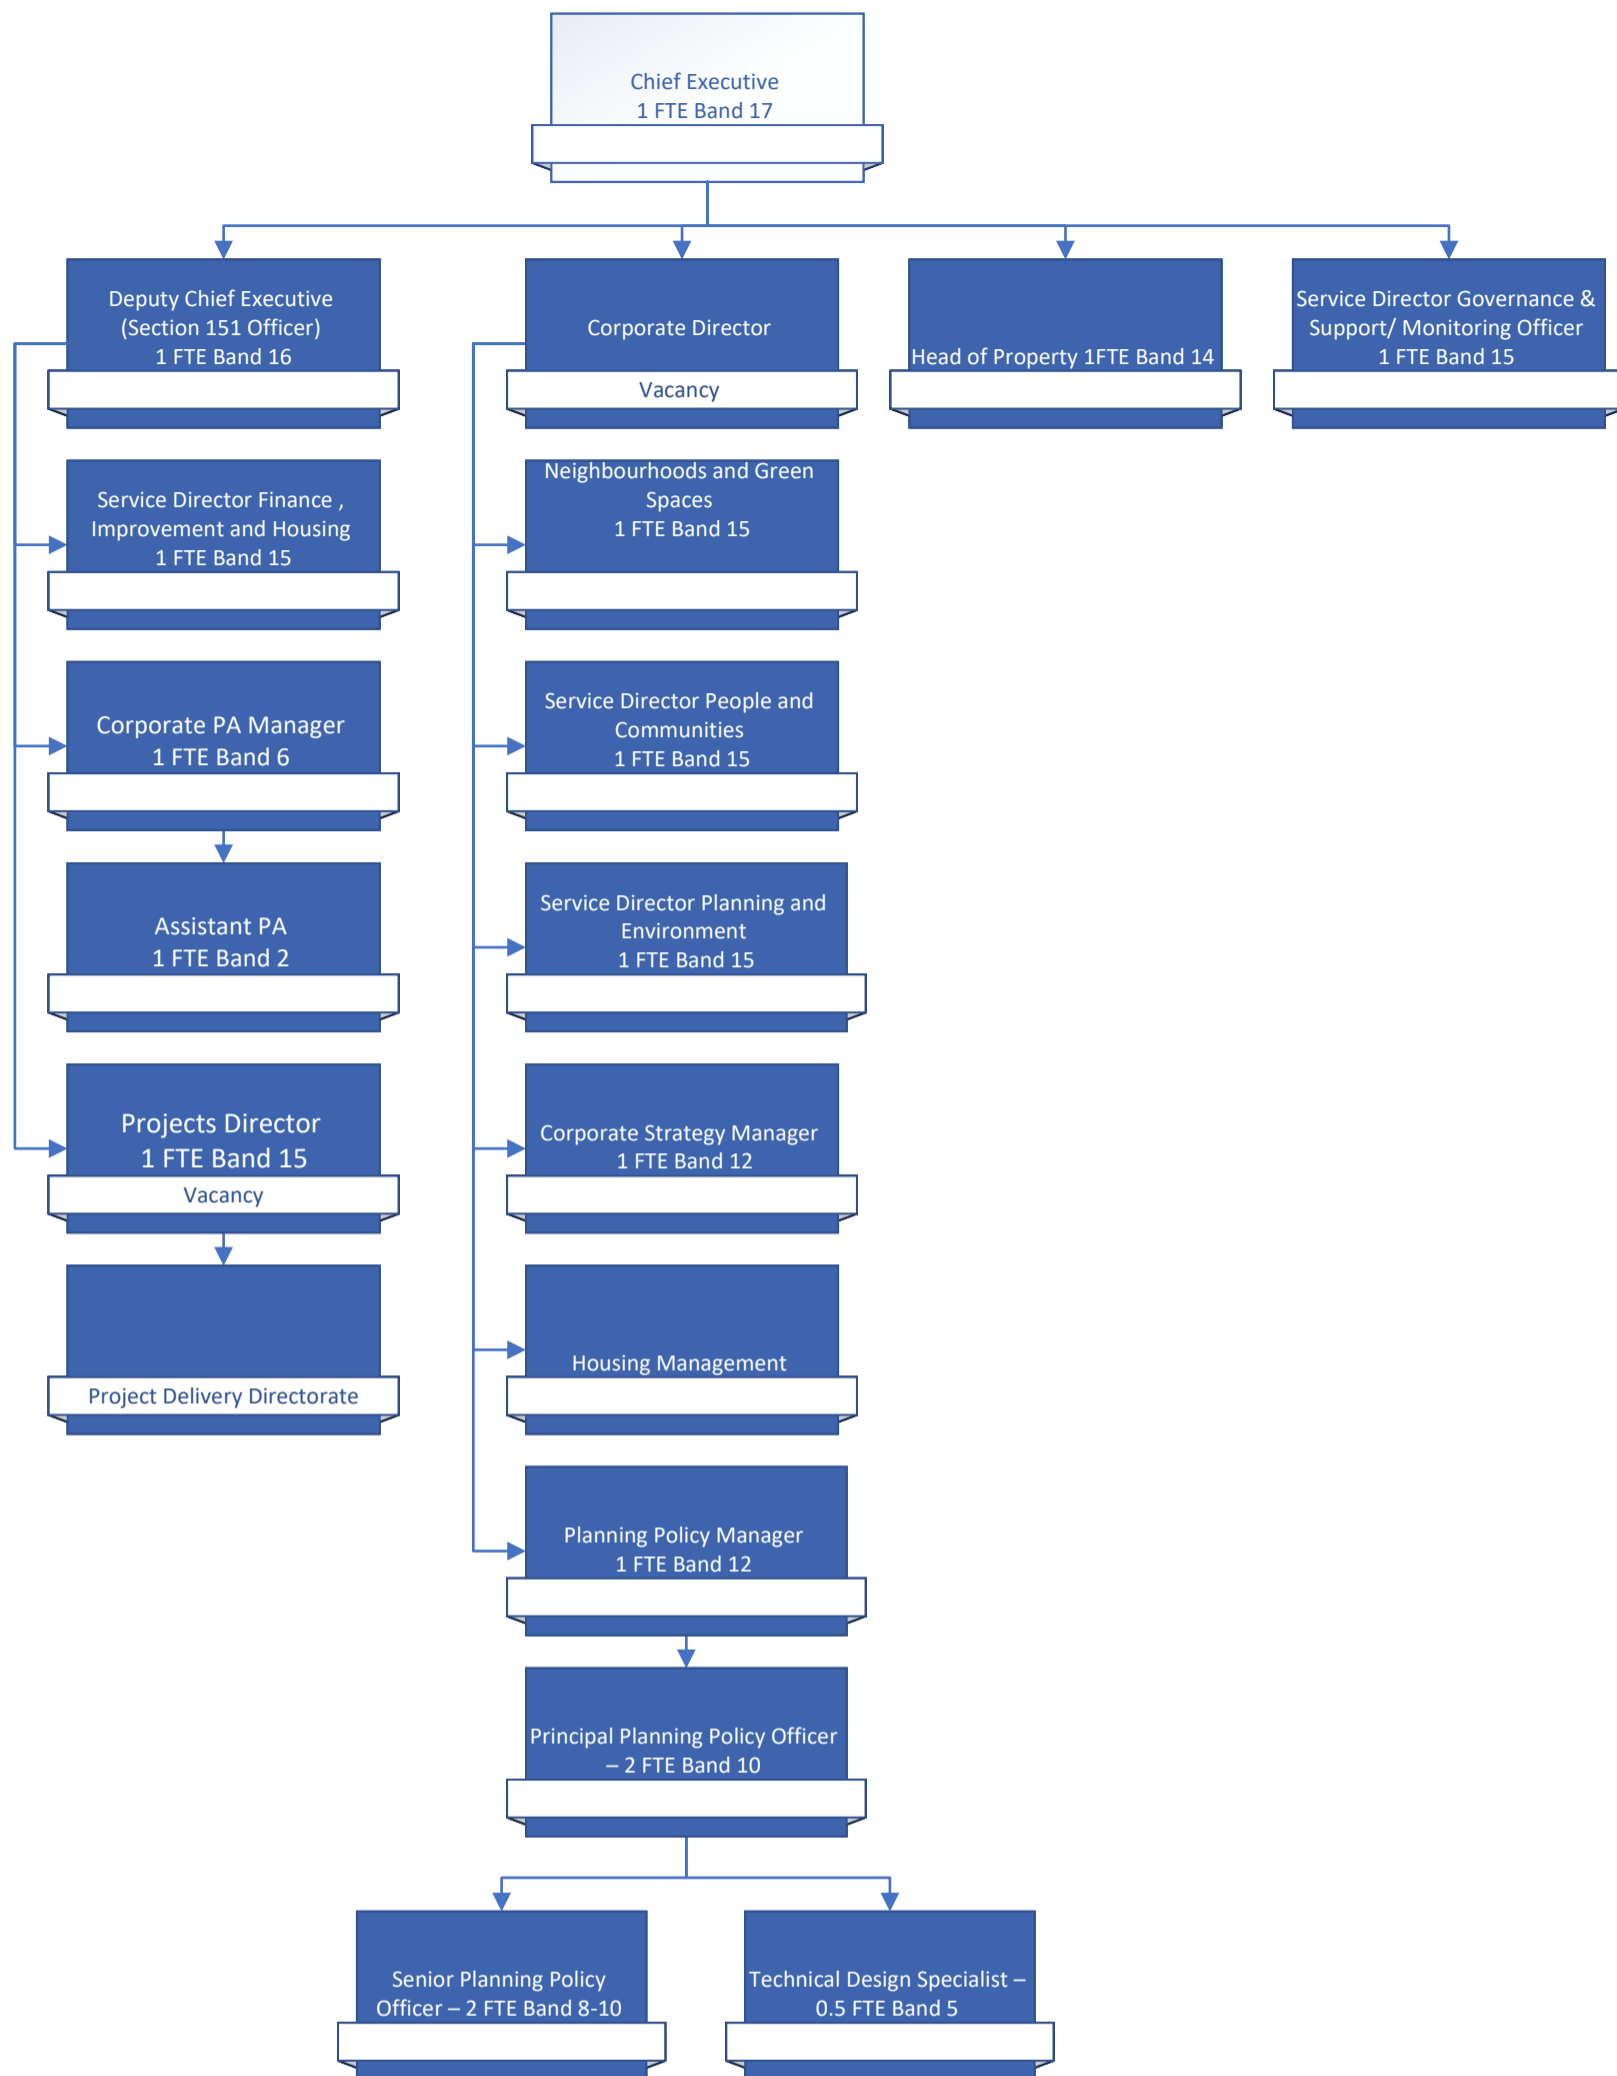 Chief Executive
1 FTE Band 17
Deputy Chief Executive
(Section 151 Officer)
1 FTE Band 16
Corporate Director
Vacancy
Head of Property 1FTE Band 14
Service Director Governance &
Support/ Monitoring Officer
1 FTE Band 15
Service Director Finance ,
Improvement and Housing
1 FTE Band 15
Neighbourhoods and Green
Spaces
1 FTE Band 15
Corporate PA Manager
1 FTE Band 6
Service Director People and
Communities
1 FTE Band 15
Assistant PA
1 FTE Band 2
Service Director Planning and
Environment
1 FTE Band 15
Projects Director
1 FTE Band 15
Vacancy
Corporate Strategy Manager
1 FTE Band 12
Project Delivery Directorate
Housing Management
Planning Policy Manager
1 FTE Band 12
Principal Planning Policy Officer
– 2 FTE Band 10
Senior Planning Policy
Officer – 2 FTE Band 8-10
Technical Design Specialist –
0.5 FTE Band 5